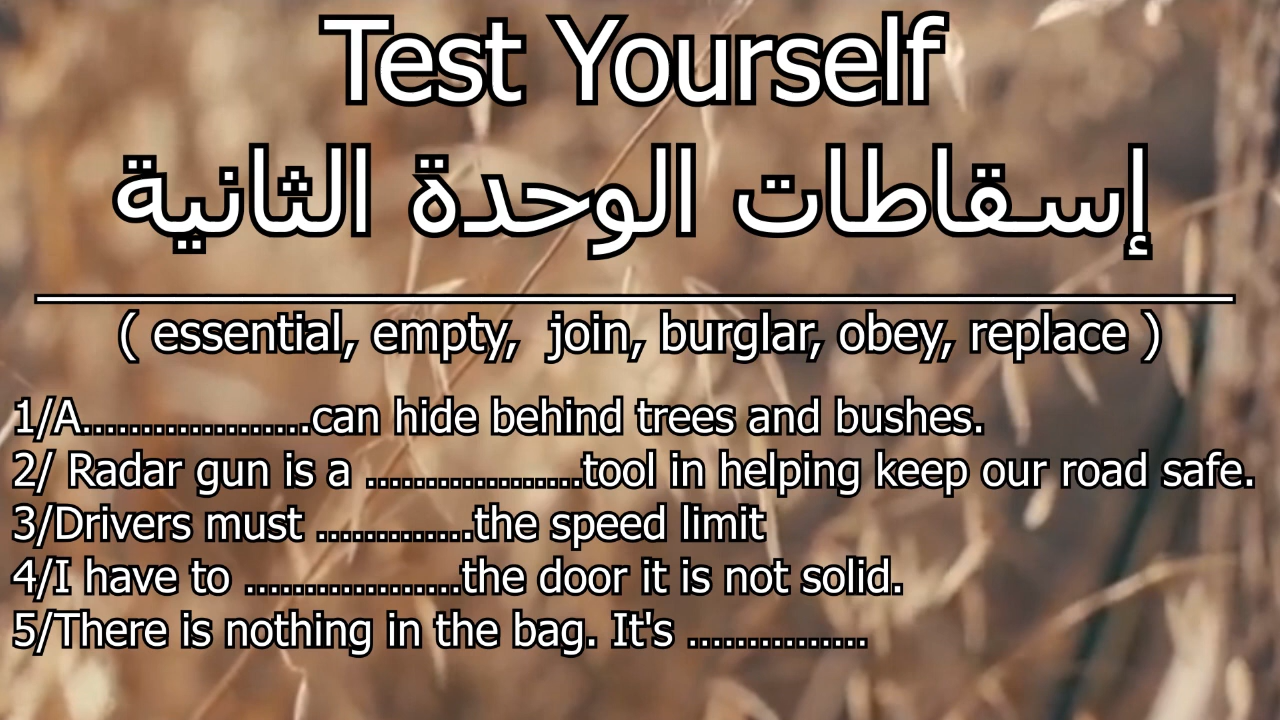 Test Yourself
إسقاطات الوحدة الثانية
( essential, empty,  join, burglar, obey, replace )
1/A...................can hide behind trees and bushes.
2/ Radar gun is a ..................tool in helping keep our road safe.
3/Drivers must .............the speed limit
4/I have to ..................the door it is not solid.
5/There is nothing in the bag. It's ...............